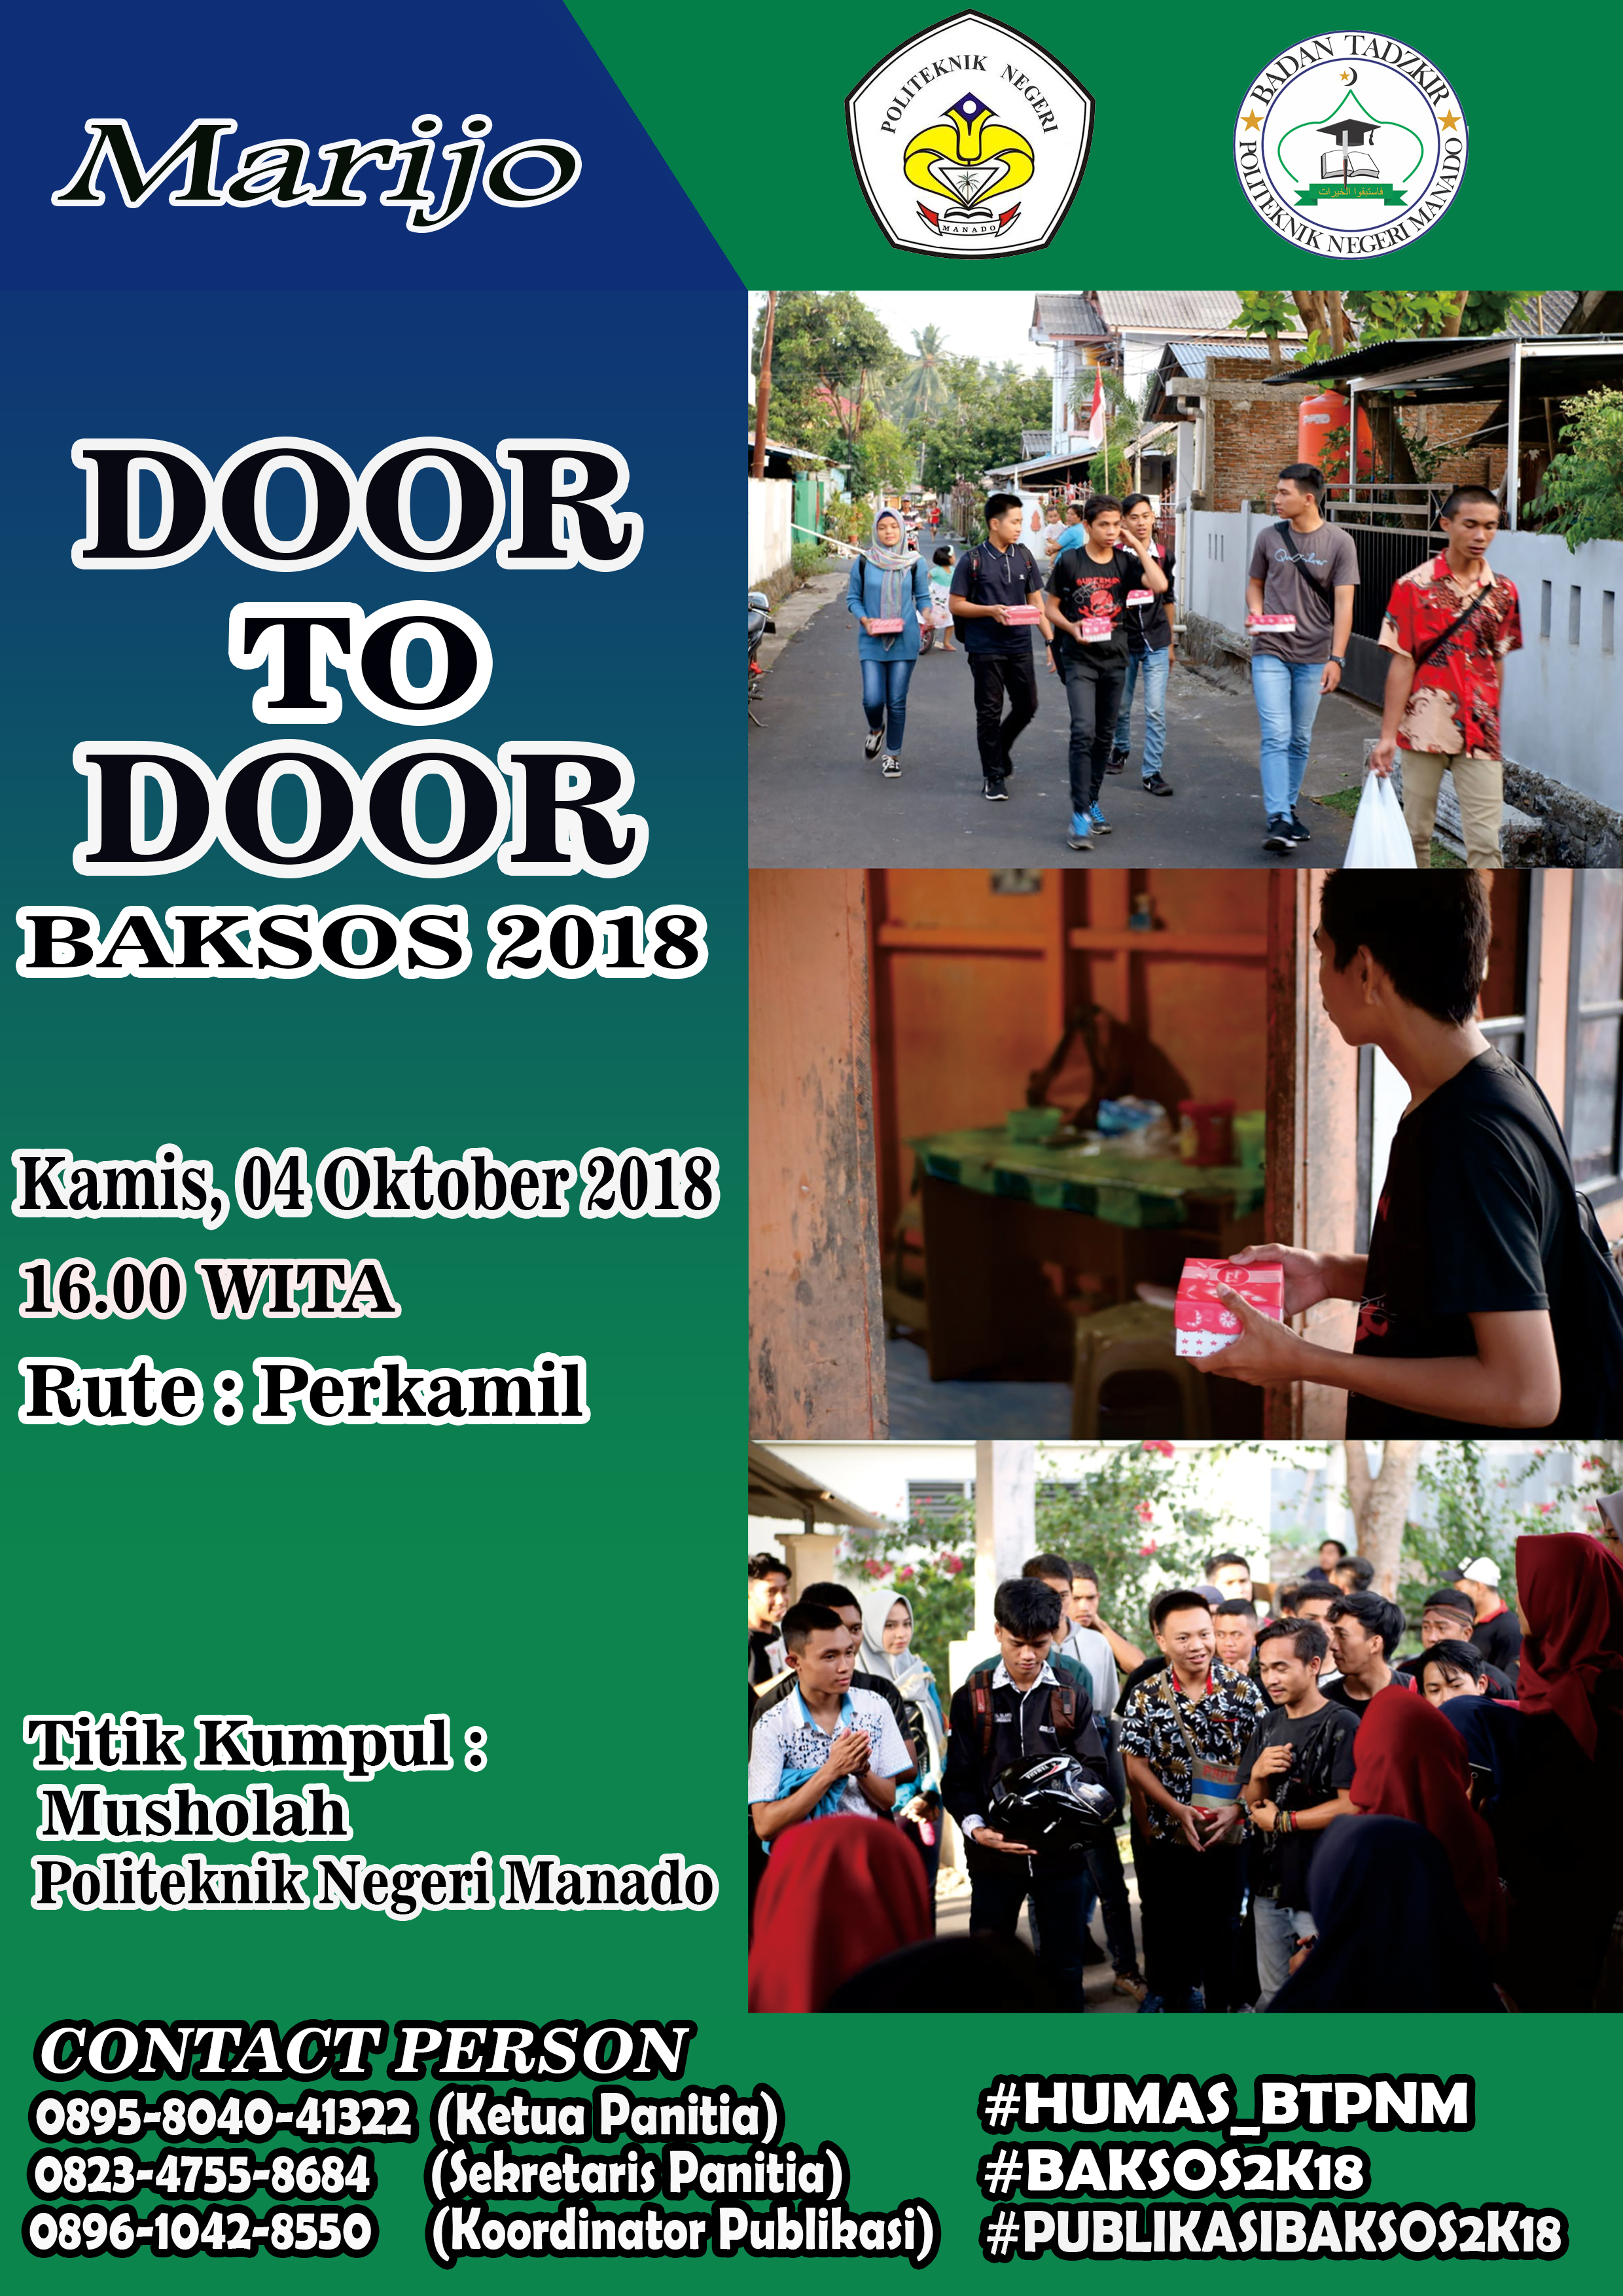 Marijo
POLITEKNIK NEGERI
MANADO
BADAN TADZKIR
POLITEKNIK NEGERI MANADO
فاستبقوا الخيرات
DOOR
TO
DOOR
BAKSOS 2018
Kamis, 04 Oktober 2018
16.00 WITA
Rute : Perkamil
Titik Kumpul :
Musholah
Politeknik Negeri Manado
CONTACT PERSON
0895-8040-41322 (Ketua Panitia)
0823-4755-8684 (Sekretaris Panitia)
0896-1042-8550 (Koordinator Publikasi)
#HUMAS_BTPNM
#BAKSOS2K18
#PUBLIKASIBAKSOS2K18